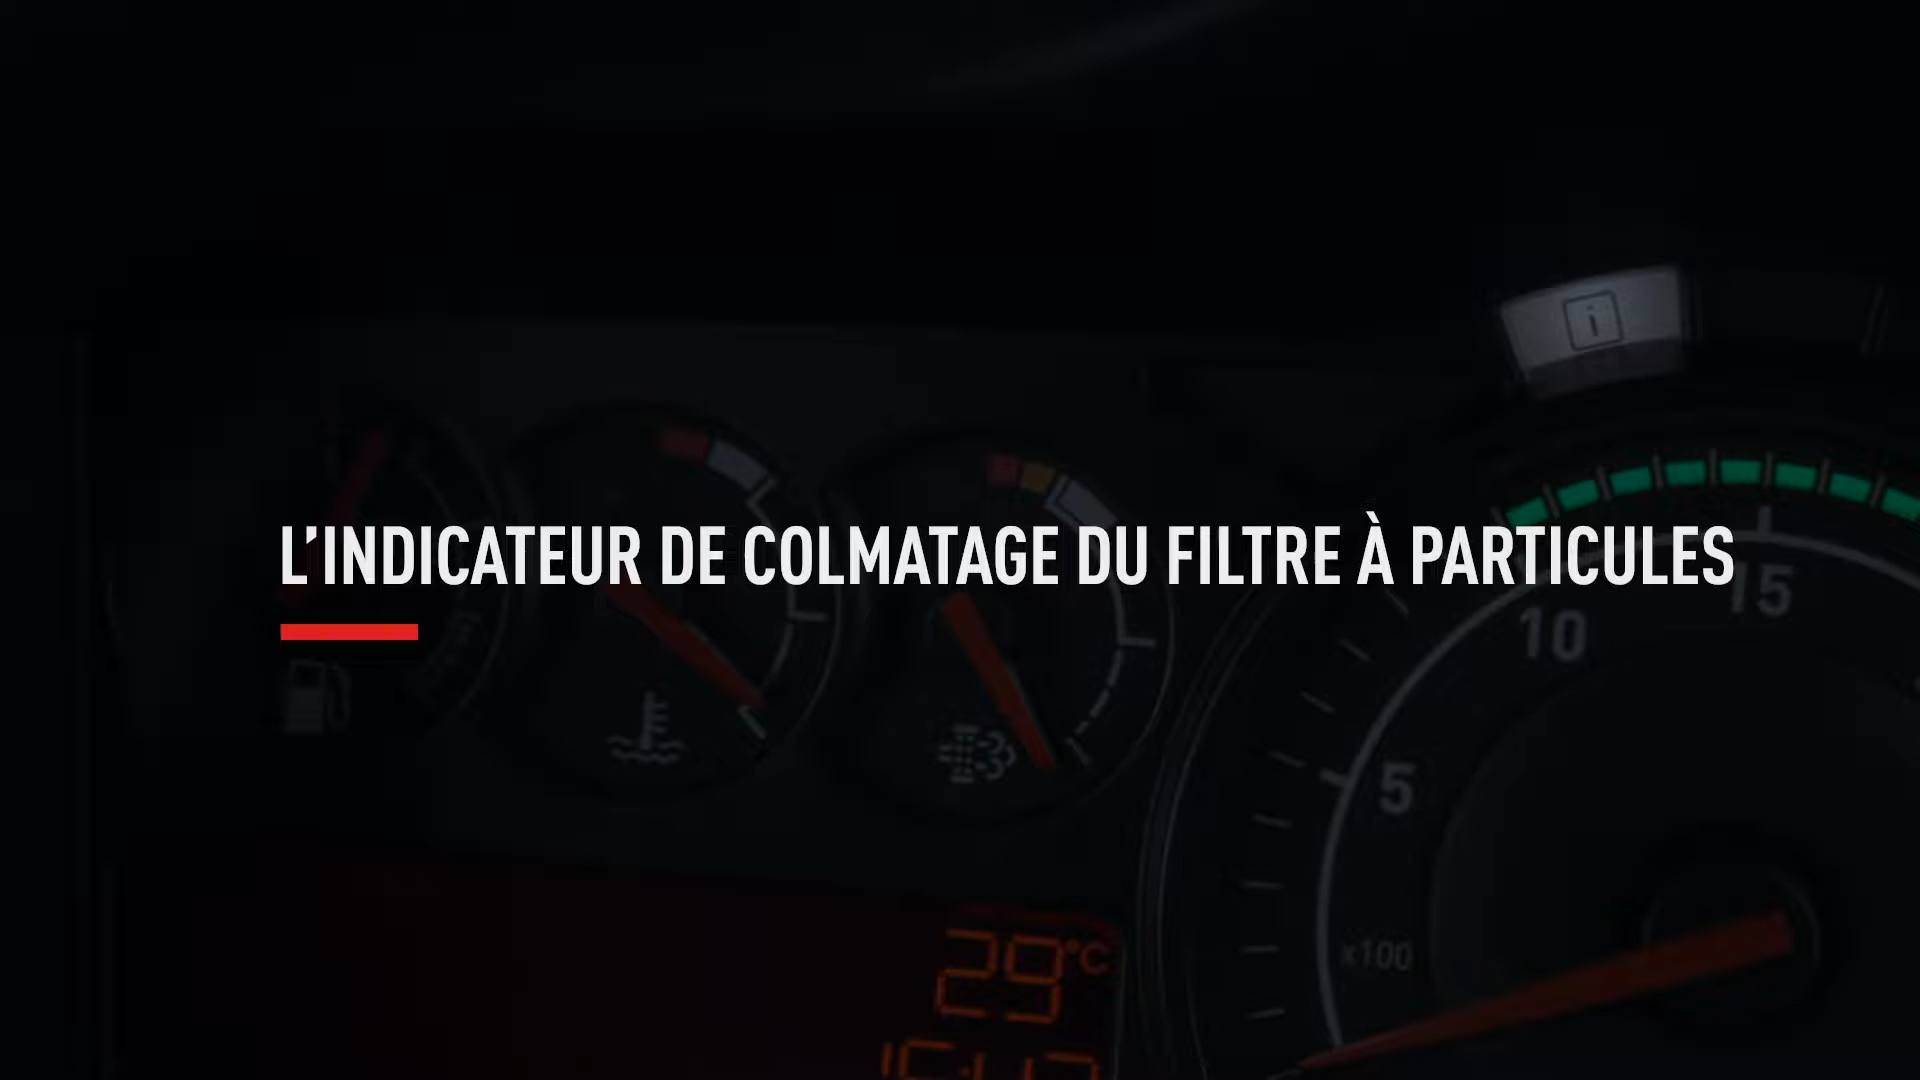 i
L’INDICATEUR DE COLMATAGE DU FILTRE À PARTICULES
15
10
5
x100
29°C